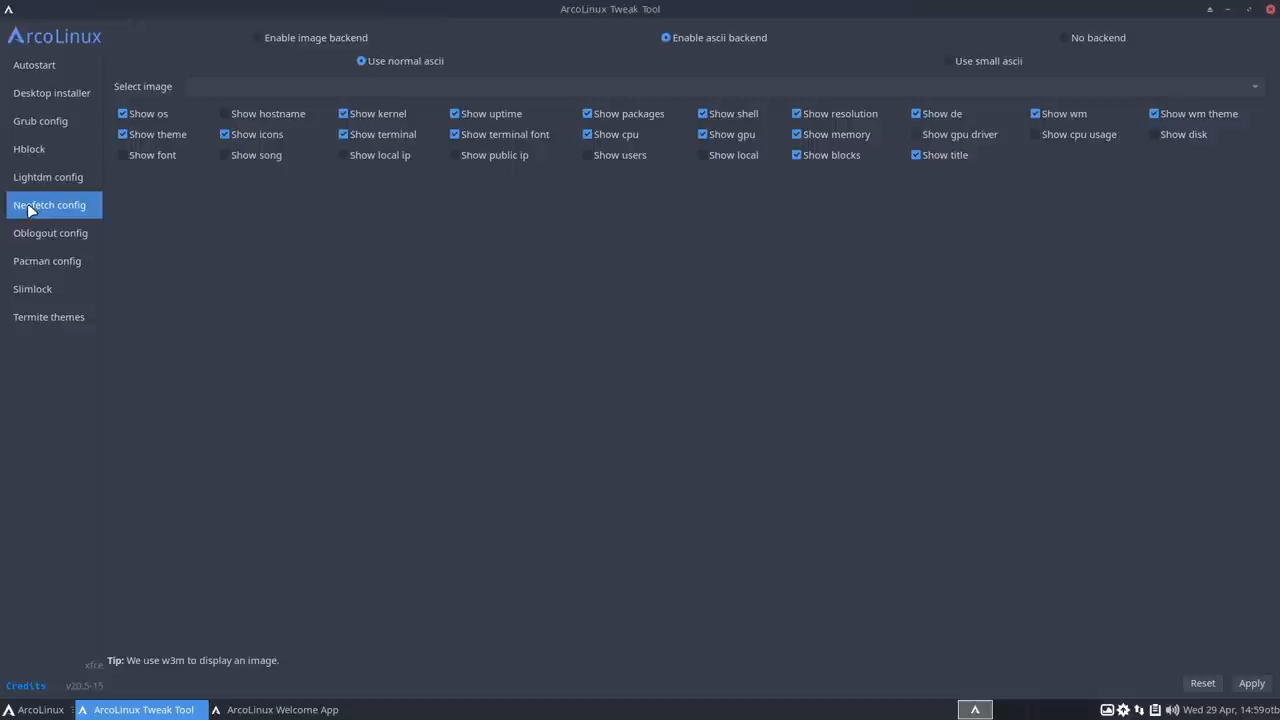 ArcoLinux Tweak Tool
ArcoLinux
Enable image backend Enable ascii backend No backend
Use normal ascii Use small ascii
Select image
Show os Show hostname Show kernel Show uptime Show packages Show shell Show resolution Show de Show wm Show wm theme
Show theme Show icons Show terminal Show terminal font Show cpu Show gpu Show memory Show gpu driver Show cpu usage Show disk
Show font Show song Show local ip Show public ip Show users Show local Show blocks Show title
Autostart
Desktop installer
Grub config
Hblock
Lightdm config
Neofetch config
Oblogout config
Pacman config
Slimlock
Termite themes
xfce
Tip: We use w3m to display an image.
Credits v20.5-15
Reset Apply
ArcoLinux ArcoLinux Tweak Tool ArcoLinux Welcome App Wed 29 Apr, 14:59otb